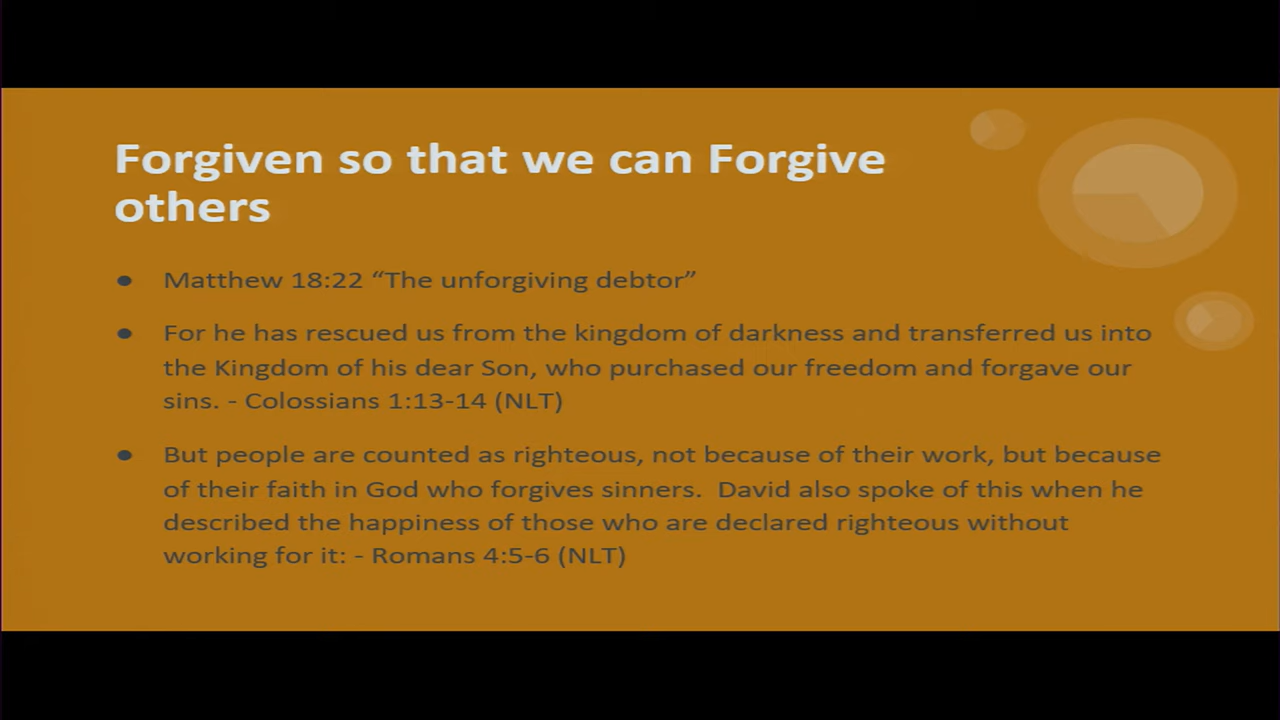 Forgiven so that we can Forgive
others
● Matthew 18:22 “The unforgiving debtor”
● For he has rescued us from the kingdom of darkness and transferred us into
the Kingdom of his dear Son, who purchased our freedom and forgave our
sins. - Colossians 1:13-14 (NLT)
● But people are counted as righteous, not because of their work, but because
of their faith in God who forgives sinners.  David also spoke of this when he
described the happiness of those who are declared righteous without
working for it: - Romans 4:5-6 (NLT)